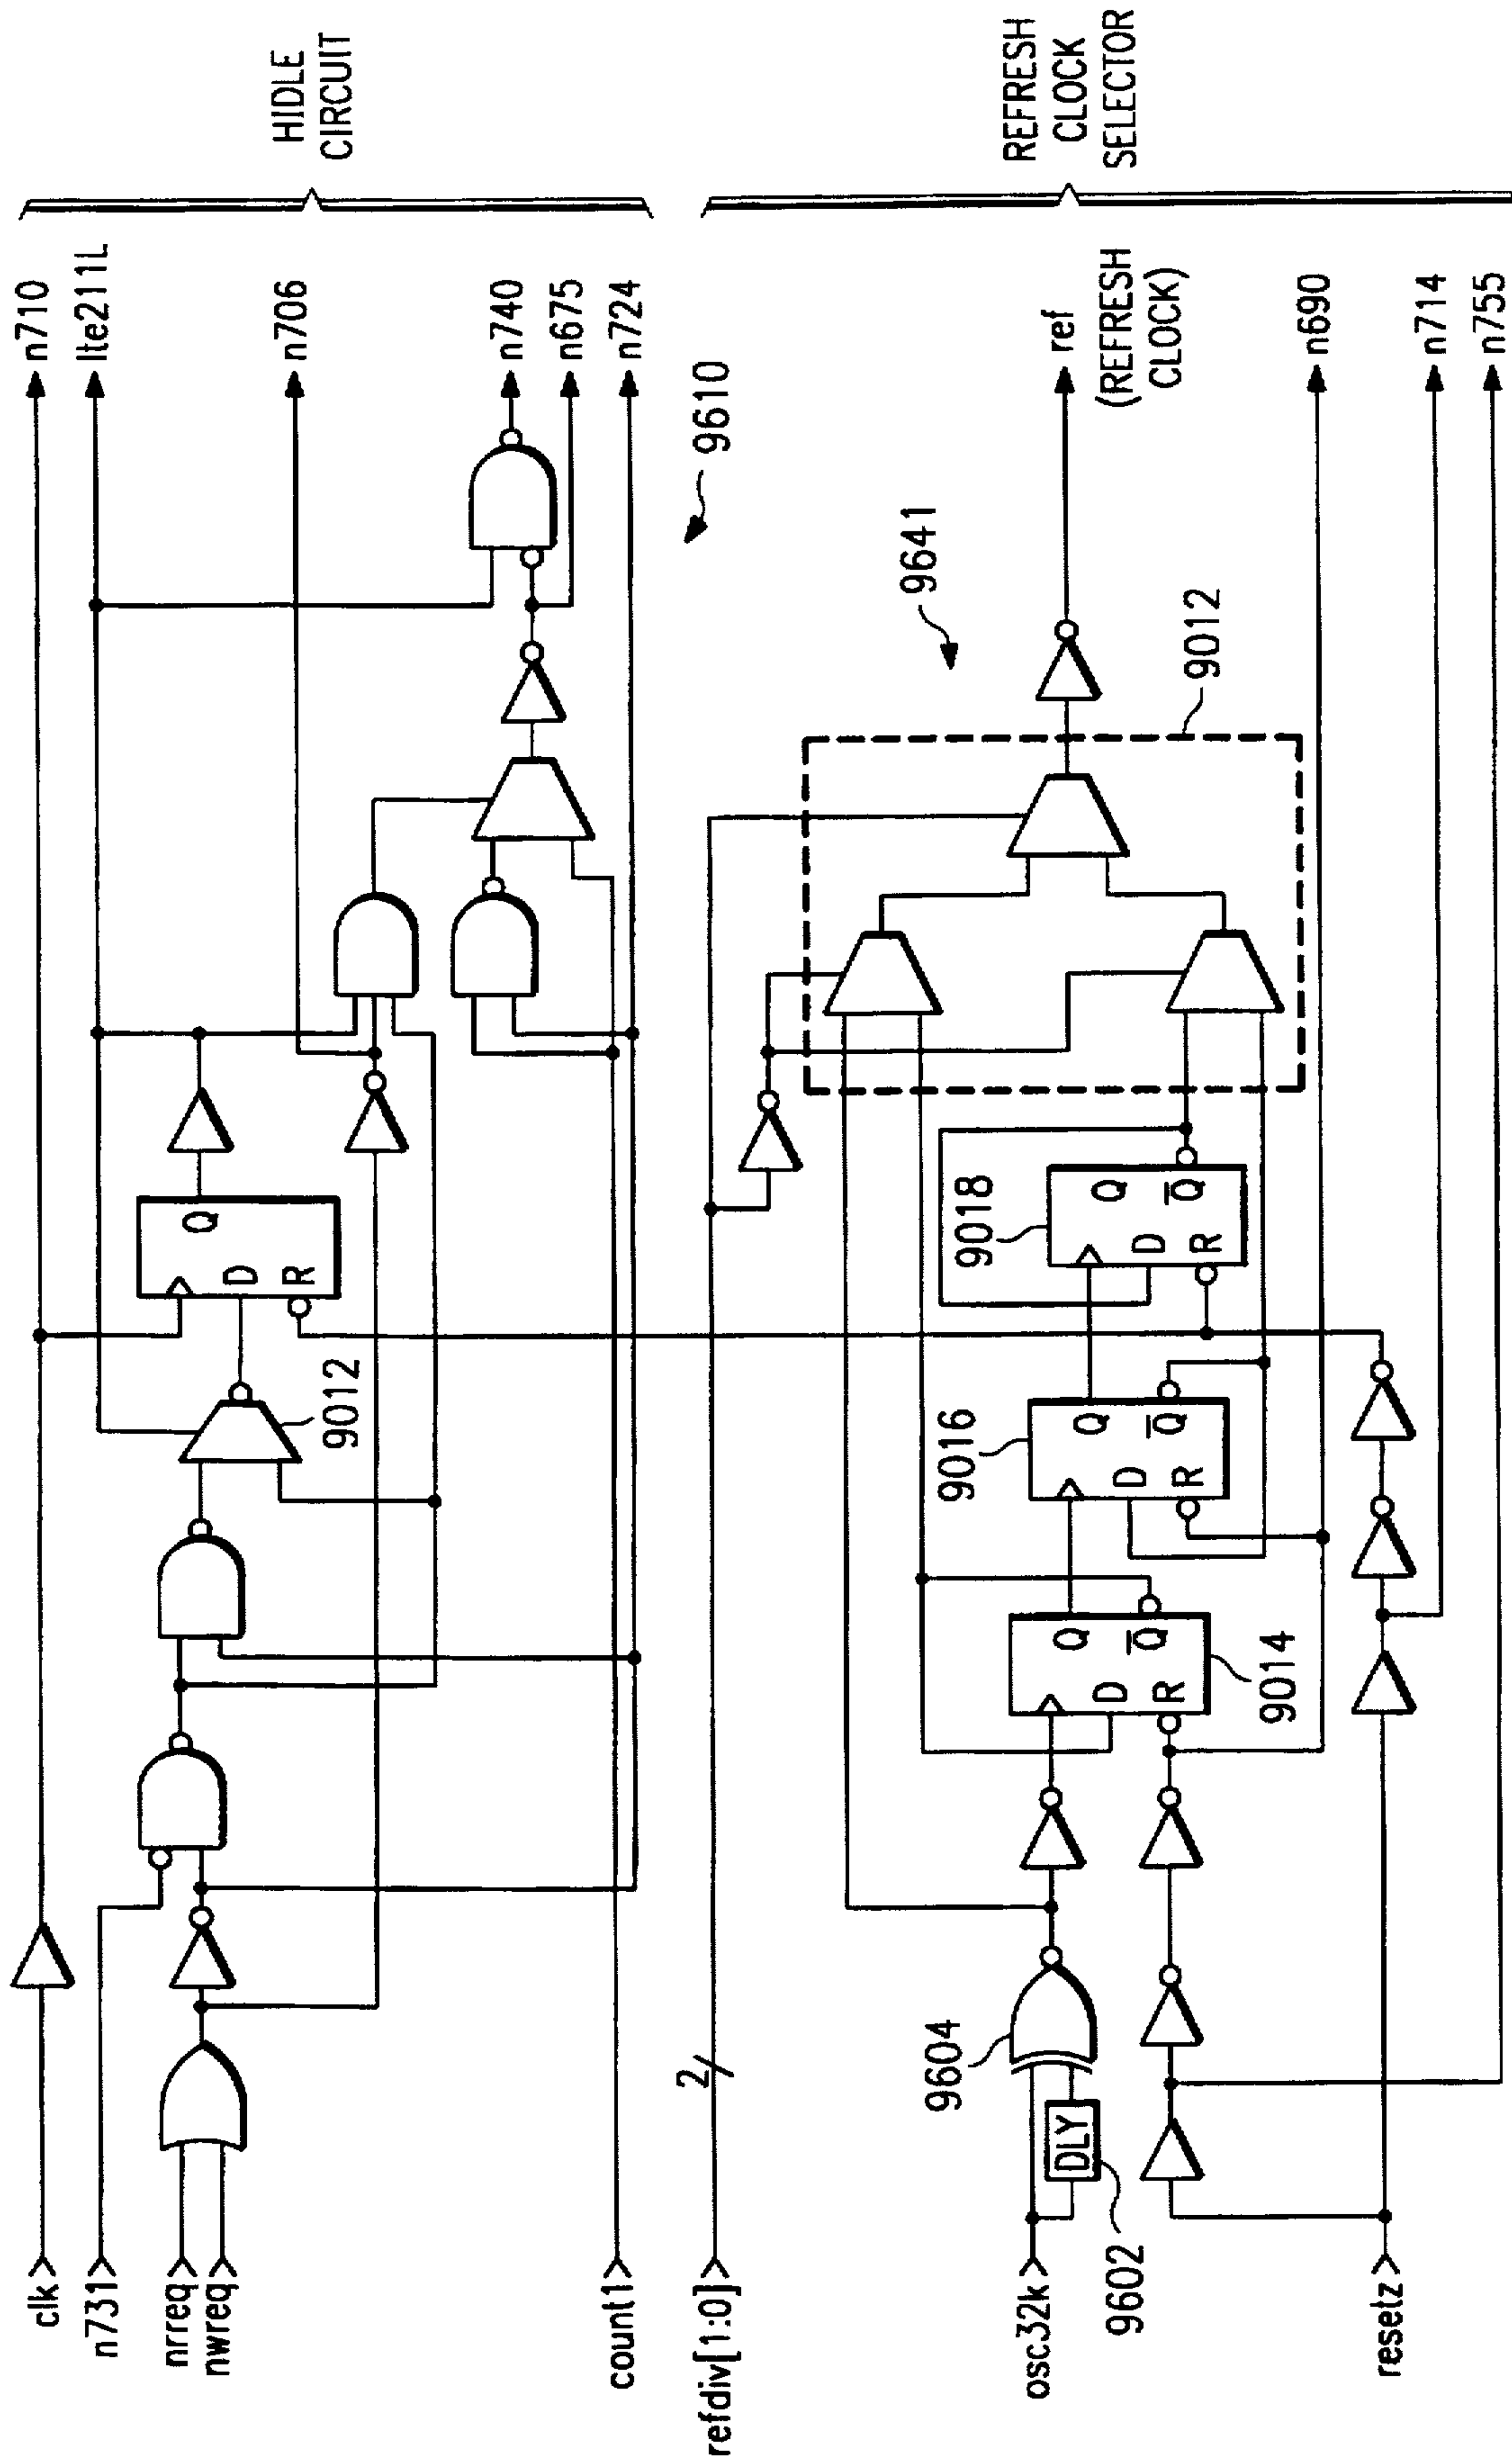 clk
n731
nrreq
nwreq
count1
refdiv[1:0]
2
osc32k
resetz
DLY
9602
9604
9012
D
R
Q
9014
D
R
Q
Q
9016
D
R
Q
Q
9018
D
R
Q
Q
9012
9641
9610
n710
lte211L
n706
n740
n675
n724
ref
(REFRESH
CLOCK)
n690
n714
n755
HIDLE
CIRCUIT
REFRESH
CLOCK
SELECTOR